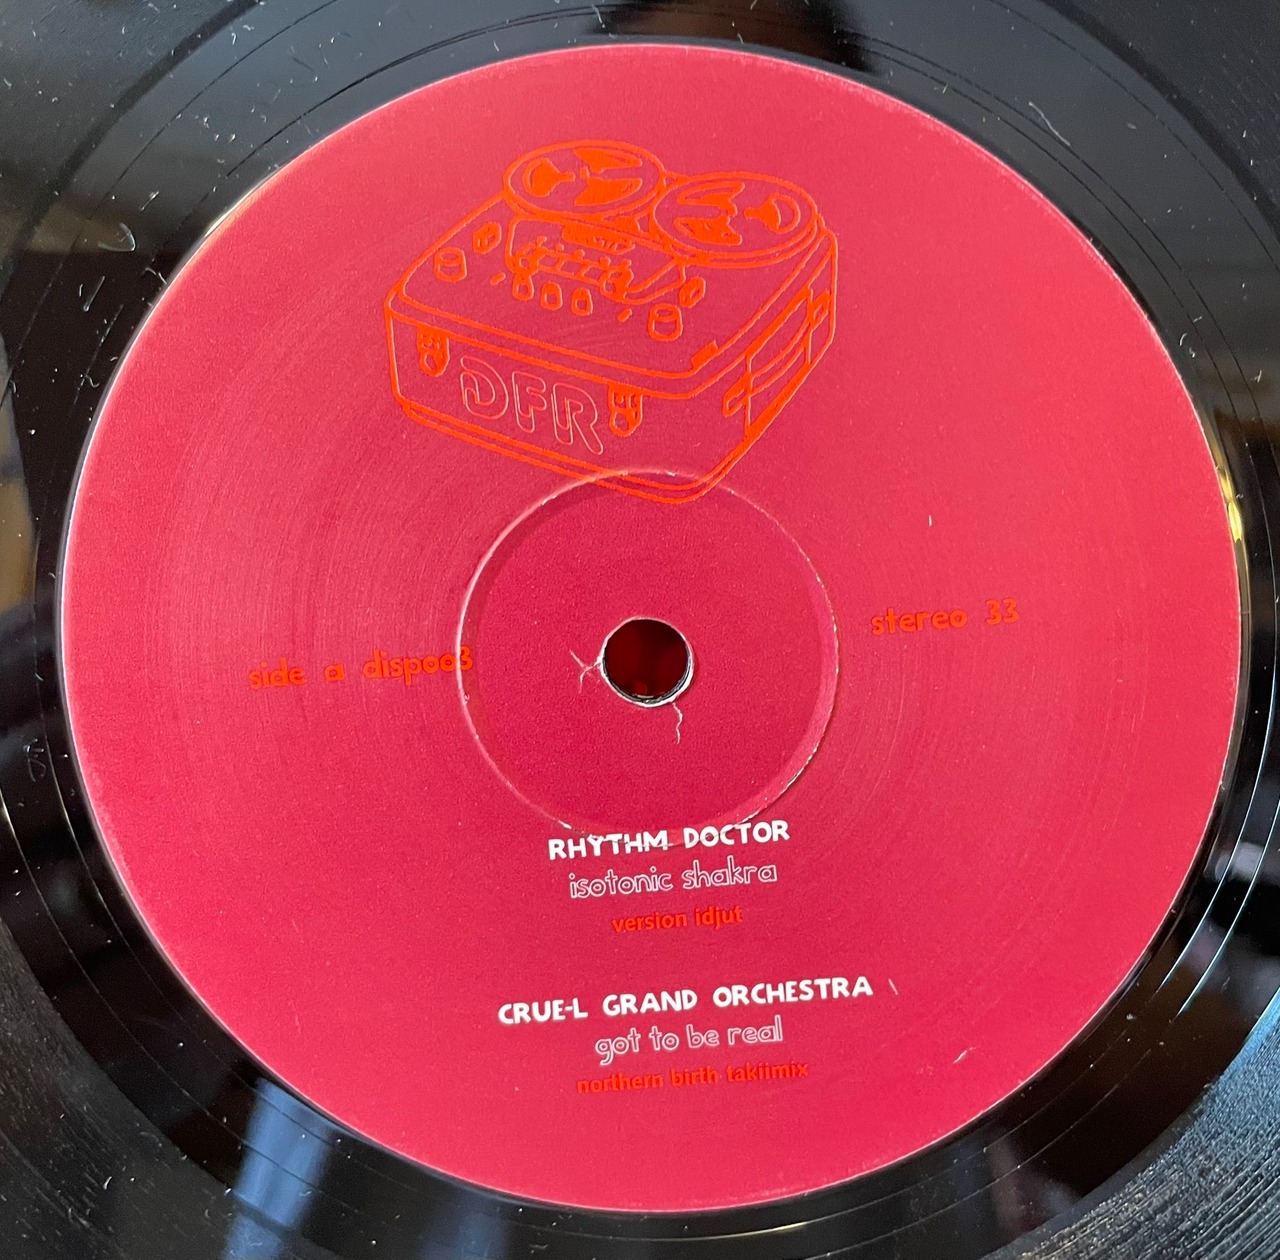 DFR
side a dispoo3
stereo 33
RHYTHM DOCTOR
isotonic shakra
version idjut
CRUE-L GRAND ORCHESTRA
got to be real
northern birth takiimix